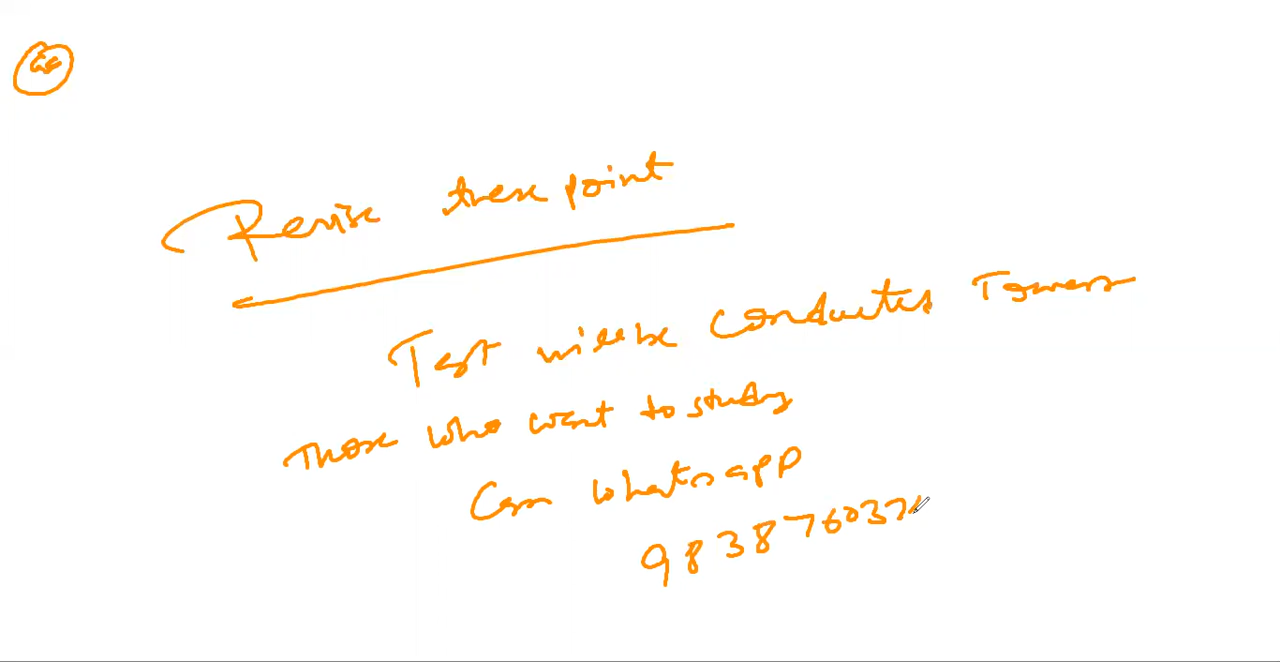 Revise these point
Test will be conducted Tomorrow
Those who want to study
Can whatsapp
983876037